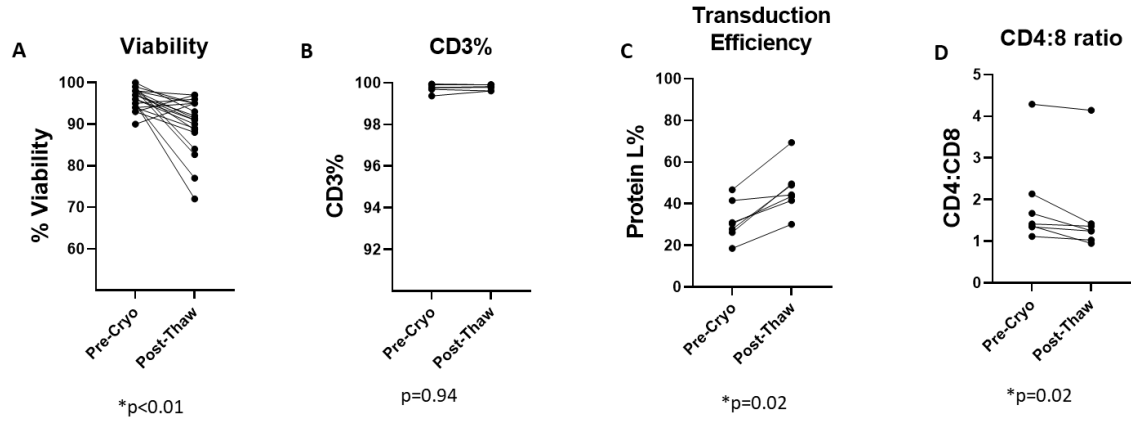 A
Viability
% Viability
100
90
80
70
60
Pre-Cryo
Post-Thaw
*p<0.01
B
CD3%
CD3%
100
98
96
94
92
Pre-Cryo
Post-Thaw
p=0.94
C
Transduction
Efficiency
Protein L%
100
80
60
40
20
0
Pre-Cryo
Post-Thaw
*p=0.02
D
CD4:8 ratio
CD4:CD8
5
4
3
2
1
0
Pre-Cryo
Post-Thaw
*p=0.02